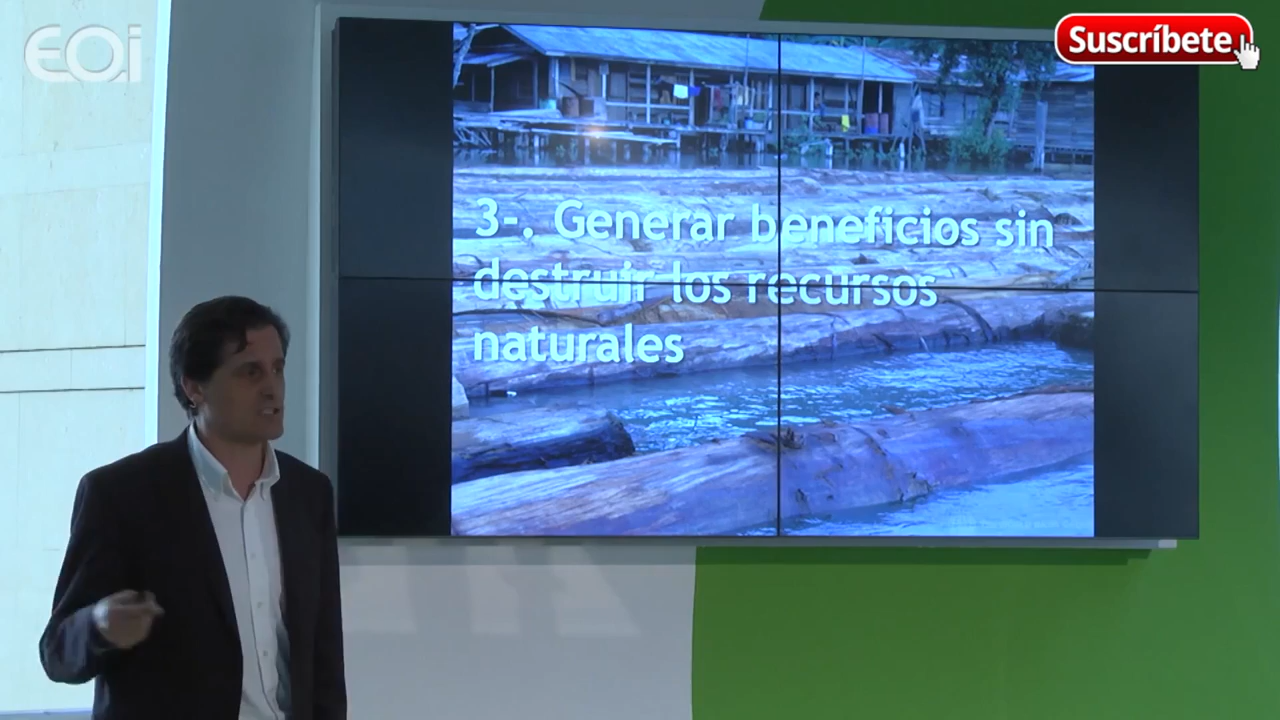 EOi
Suscríbete
3-. Generar beneficios sin
destruir los recursos
naturales